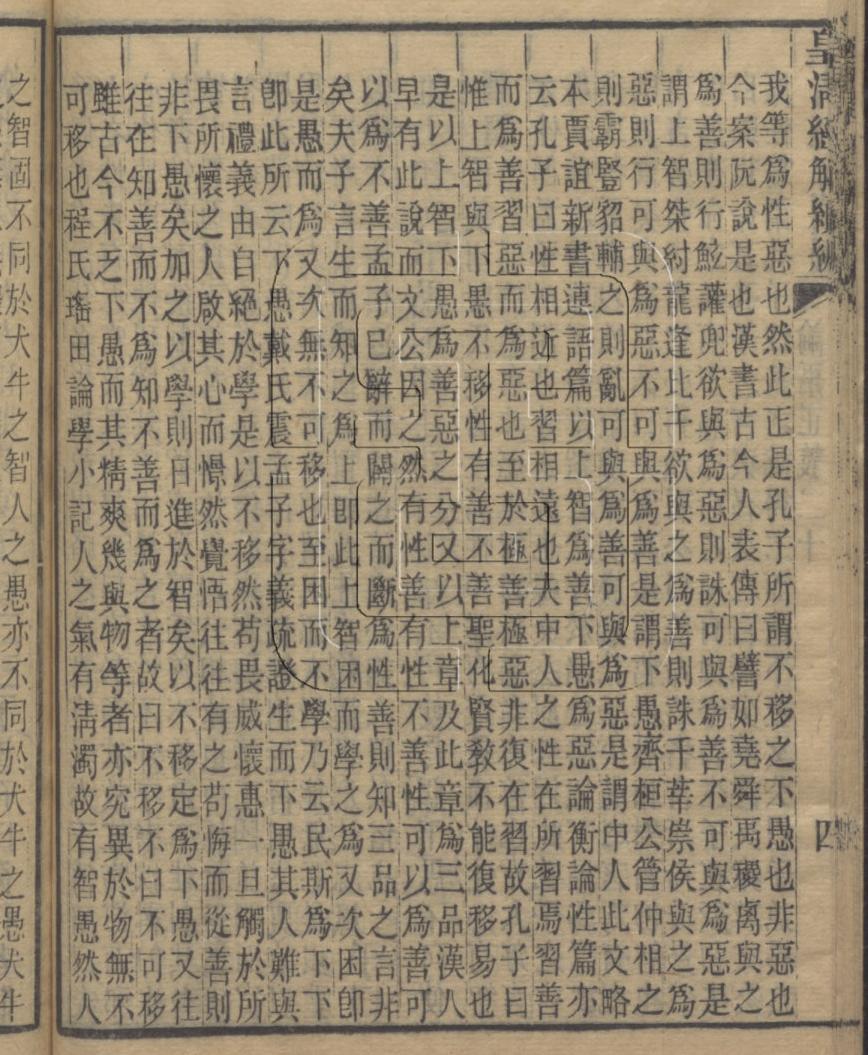 皇清經解續編
四
我等爲性惡也然此正是孔子所謂不移之下愚也非惡也
今案阮說是也漢書古今人表傳曰譬如堯舜禹稷卨與之
爲善則行鮌讙兜欲與爲惡則誅可與爲善不可與爲惡是
謂上智桀紂龍逢比干欲與之爲善則誅于莘崇侯與之爲
惡則行可與爲惡不可與爲善是謂下愚齊桓公管仲相之
則霸豎貂輔之則亂可與爲善可與爲惡是謂中人此文略
本賈誼新書連語篇以上智爲善下愚爲惡論衡論性篇亦
云孔子曰性相近也習相遠也夫中人之性在所習焉習善
而爲善習惡而爲惡也至於極善極惡非復在習故孔子曰
惟上智與下愚不移性有善不善聖化賢教不能復移易也
是以上智下愚爲善惡之分又以上章及此章爲三品漢人
早有此說而文公因之然有性善有性不善性可以爲善可
以爲不善孟子已辭而闢之而斷爲性善則知三品之言非
矣夫子言生而知之爲上卽此上智困而學之爲又次困卽
是愚而爲又次無不可移也至困而不學乃云民斯爲下下
卽此所云下愚戴氏震孟子字義疏證生而下愚其人難與
言禮義由自絕於學是以不移然苟畏威懷惠一旦觸於所
畏所懷之人啟其心而憬然覺悟往往有之苟悔而從善則
非下愚矣加之以學則日進於智矣以不移定爲下愚又往
往在知善而不爲知不善而爲之者故曰不移不曰不可移
雖古今不乏下愚而其精爽幾與物等者亦究異於物無不
可移也程氏瑤田論學小記人之氣有淸濁故有智愚然人
之智固不同於犬牛之智人之愚亦不同於犬牛之愚犬牛